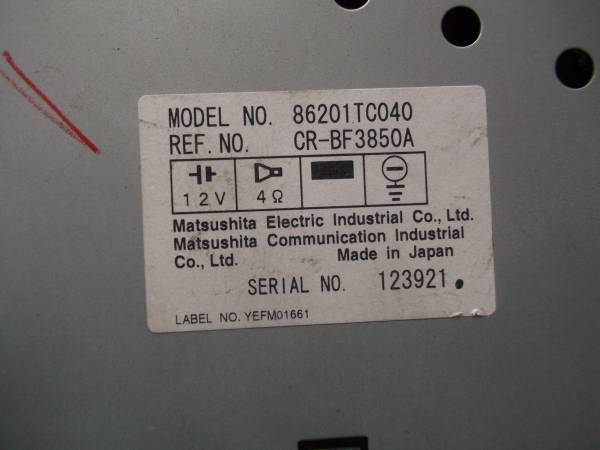 MODEL NO. 86201TC040
REF. NO. CR-BF3850A
12V 4Ω
Matsushita Electric Industrial Co., Ltd.
Matsushita Communication Industrial
Co., Ltd. Made in Japan
SERIAL NO. 123921
LABEL NO. YEFM01661